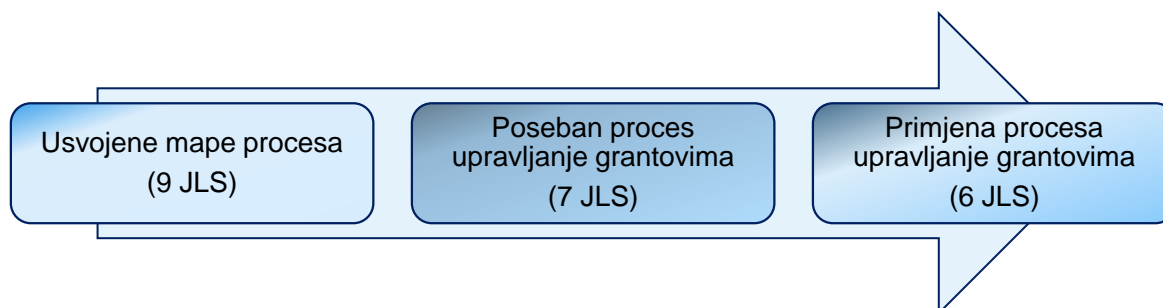 Usvojene mape procesa
(9 JLS)
Poseban proces
upravljanje grantovima
(7 JLS)
Primjena procesa
upravljanje grantovima
(6 JLS)